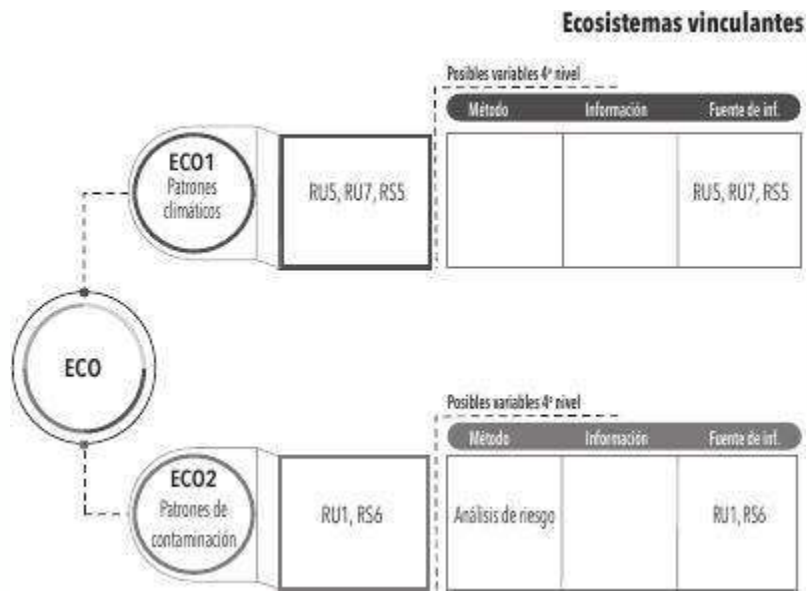 Ecosistemas vinculantes
Posibles variables 4º nivel
Método Información Fuente de inf.
ECO1
Patrones
climáticos
RU5, RU7, RS5
RU5, RU7, RS5
ECO
Posibles variables 4º nivel
Método Información Fuente de inf.
ECO2
Patrones de
contaminación
RU1, RS6
Análisis de riesgo
RU1, RS6